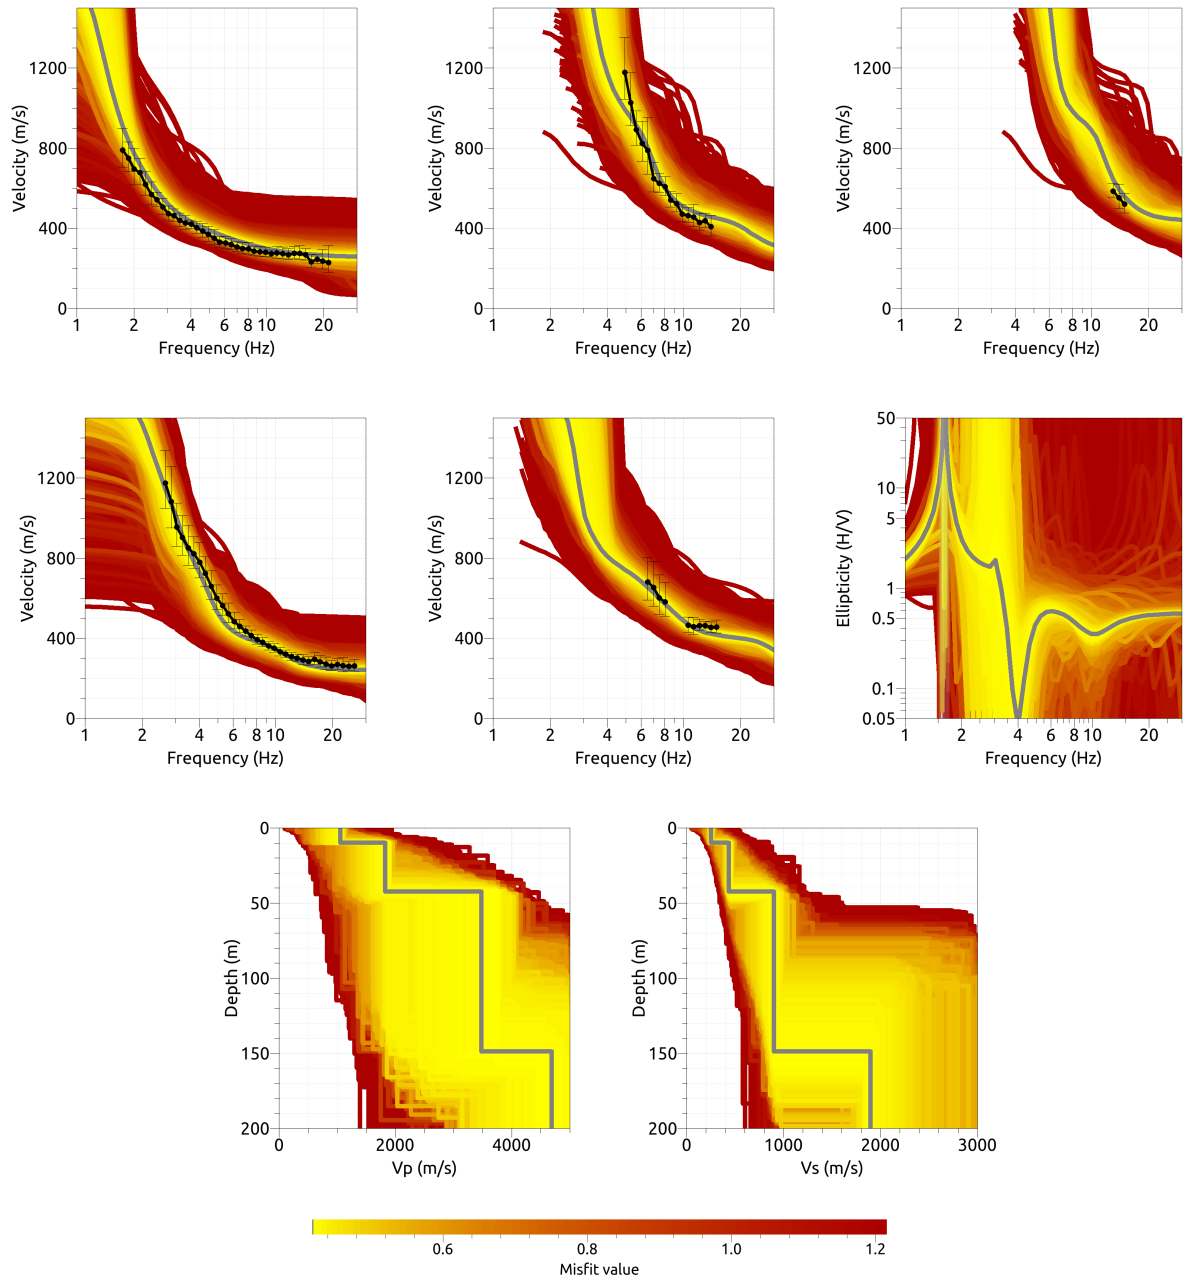 1200
800
400
0
Velocity (m/s)
1 2 4 6 8 10 20
Frequency (Hz)
1200
800
400
0
Velocity (m/s)
1 2 4 6 8 10 20
Frequency (Hz)
1200
800
400
0
Velocity (m/s)
1 2 4 6 8 10 20
Frequency (Hz)
1200
800
400
0
Velocity (m/s)
1 2 4 6 8 10 20
Frequency (Hz)
1200
800
400
0
Velocity (m/s)
1 2 4 6 8 10 20
Frequency (Hz)
50
10
5
1
0.5
0.1
0.05
Ellipticity (H/V)
1 2 4 6 8 10 20
Frequency (Hz)
0
50
100
150
200
Depth (m)
0 2000 4000
Vp (m/s)
0
50
100
150
200
Depth (m)
0 1000 2000 3000
Vs (m/s)
0.6 0.8 1.0 1.2
Misfit value